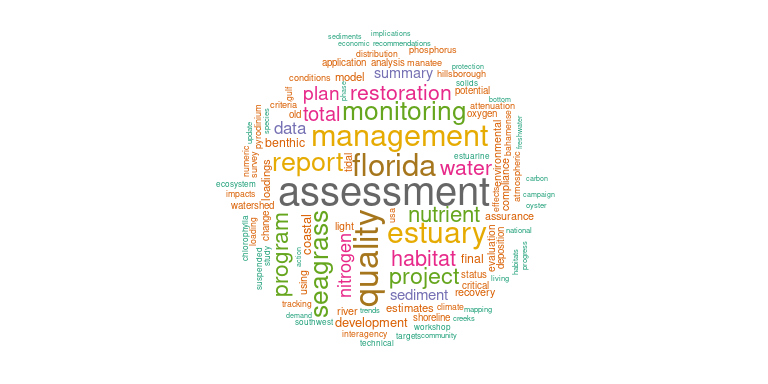 implications
sediments
economic recommendations
distribution phosphorus
application analysis manatee
protection
summary
conditions model hillsborough
solids
gulf
phase
plan restoration potential
bottom
criteria
species
old total monitoring oxygen attenuation
update
pyrodinium
data management
environmental
bahamense
freshwater
benthic
numeric
survey
report tidal florida water estuarine
loadings
compliance
atmospheric
ecosystem
impacts
assessment
effects
carbon
campaign
watershed
oyster
chlorophylla
loading
change
coastal
program
seagrass
light
quality
usa
nutrient assurance
estuary
national
evaluation
deposition
habitats
progress
suspended
study
action
using
nitrogen
habitat final
project status
living
critical
tracking
sediment recovery
demand
southwest
river trends estimates climate mapping
development shoreline creeks
workshop
interagency targets community
technical